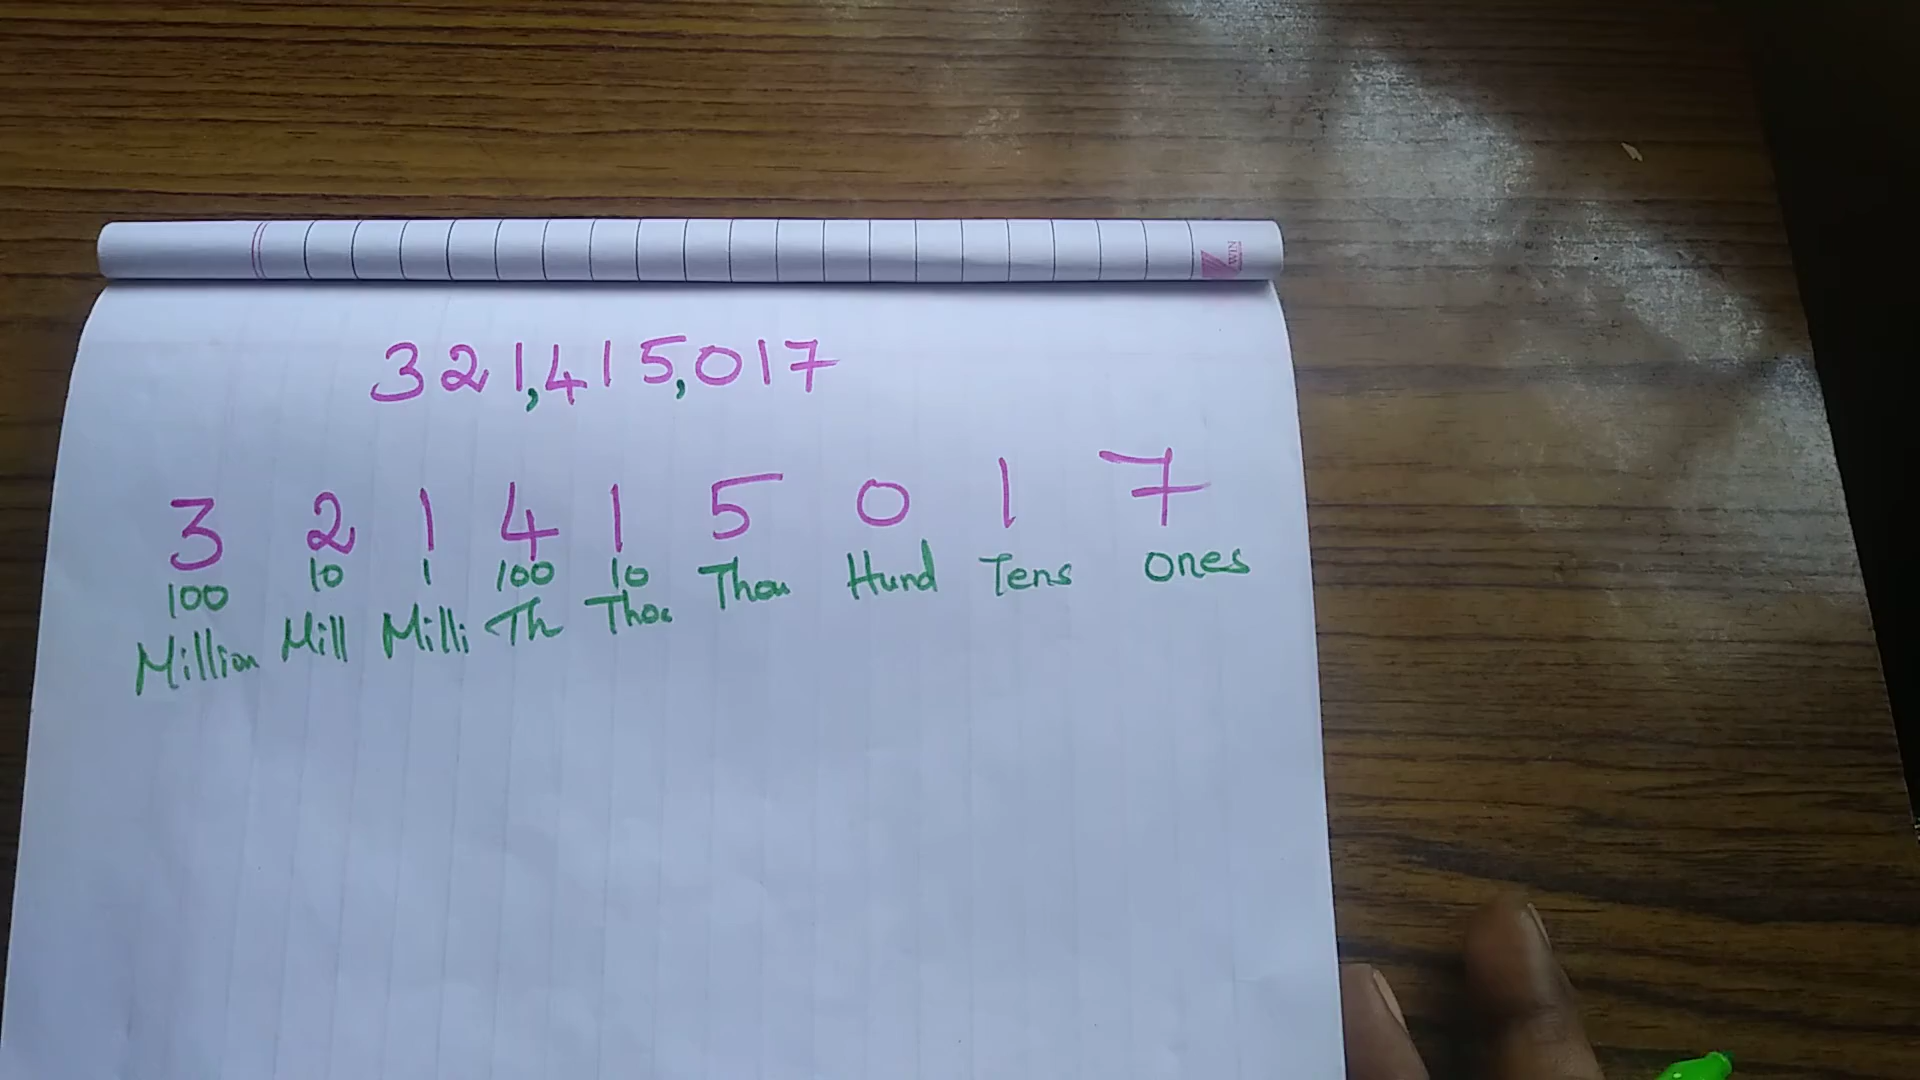 WIN
321,415,017
3 2 1 4 1 5 0 1 7
100 10 1 100 10 Thou Hund Tens Ones
Million Mill Milli Th Thou